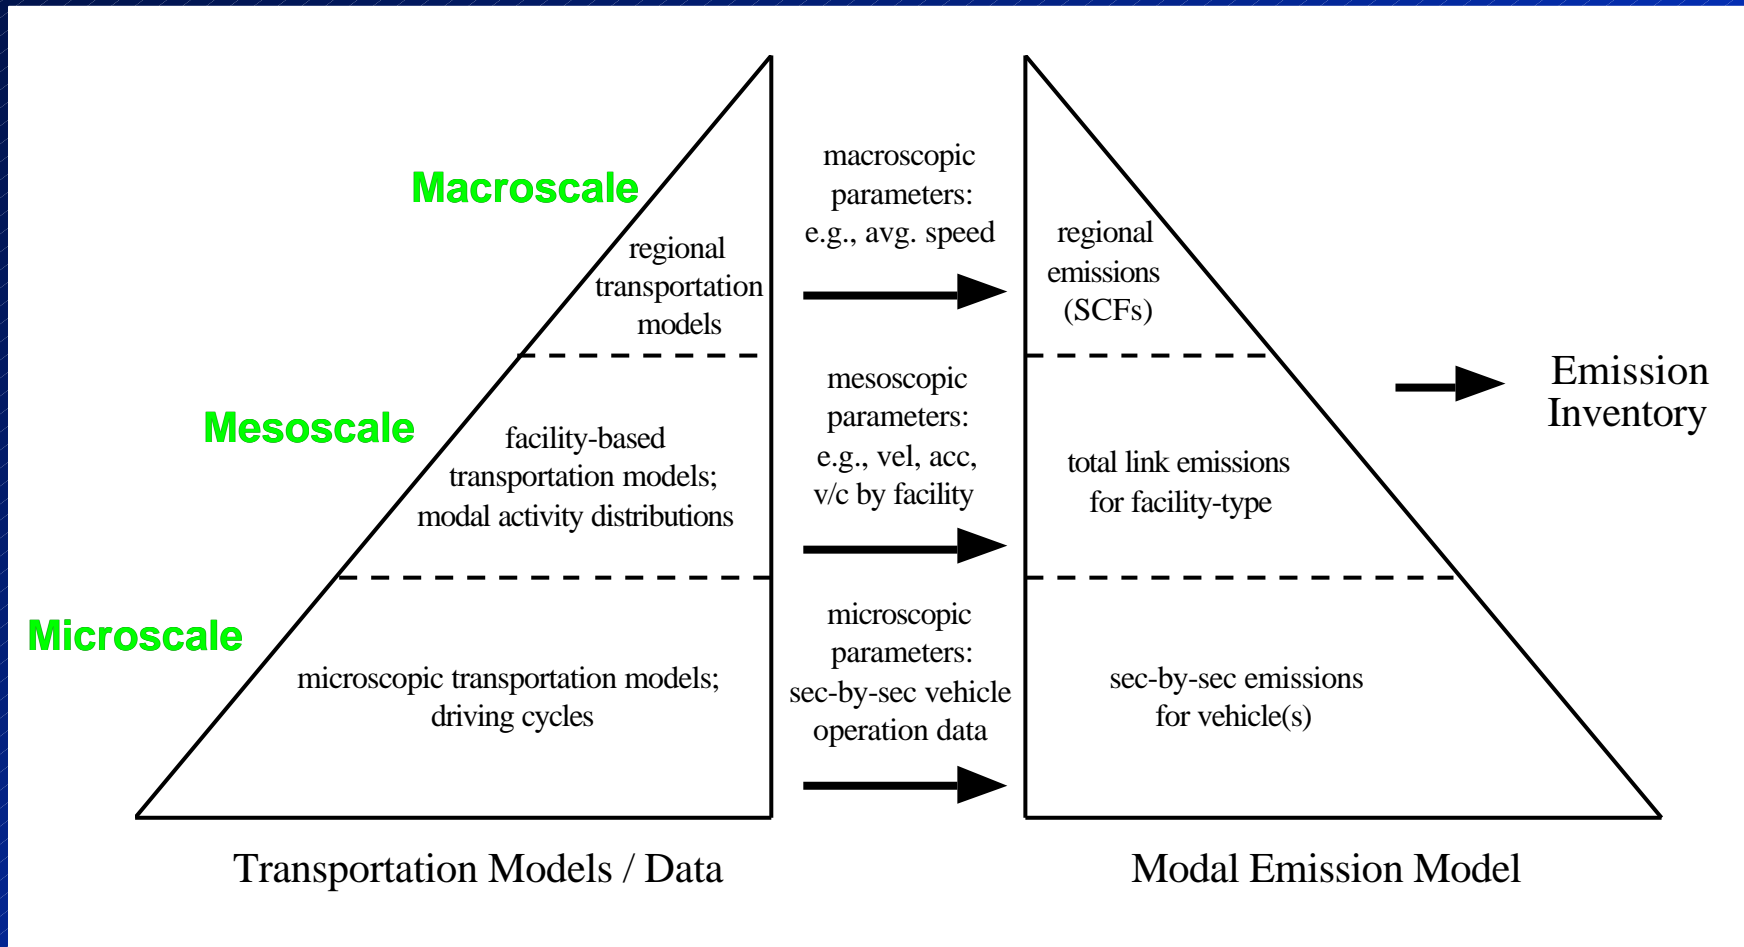 Macroscale
regional
transportation
models
macroscopic
parameters:
e.g., avg. speed
regional
emissions
(SCFs)
Mesoscale
facility-based
transportation models;
modal activity distributions
mesoscopic
parameters:
e.g., vel, acc,
v/c by facility
total link emissions
for facility-type
Emission
Inventory
Microscale
microscopic transportation models;
driving cycles
microscopic
parameters:
sec-by-sec vehicle
operation data
sec-by-sec emissions
for vehicle(s)
Transportation Models / Data
Modal Emission Model